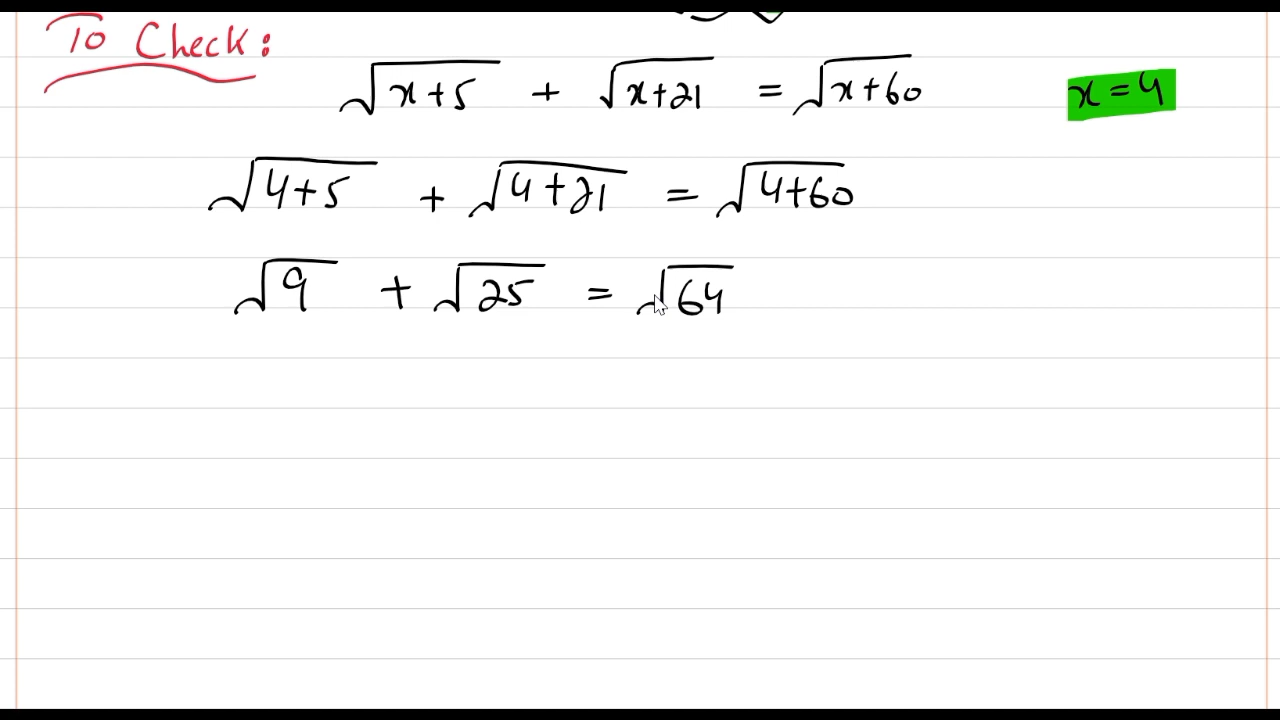 To Check:
√x+5 + √x+21 = √x+60
x=4
√4+5 + √4+21 = √4+60
√9 + √25 = √64